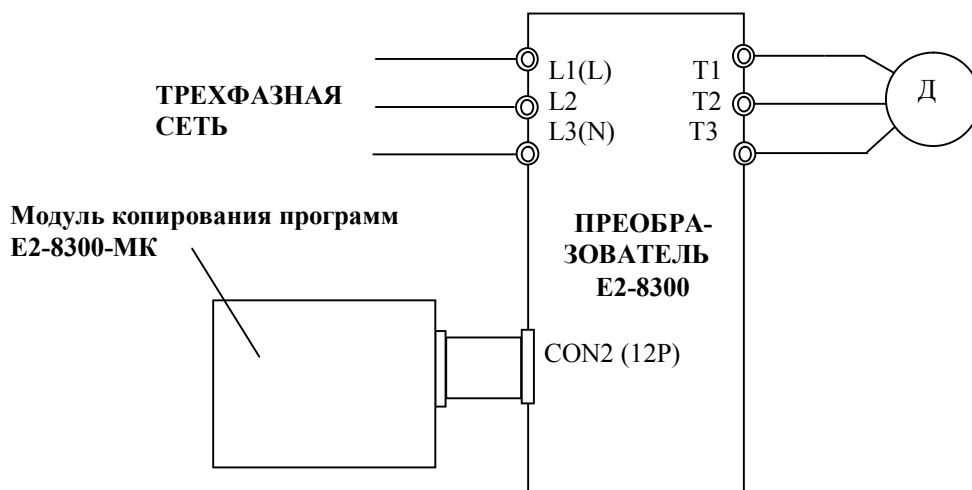 ТРЕХФАЗНАЯ
СЕТЬ
L1(L)
L2
L3(N)
T1
T2
T3
Д
Модуль копирования программ
Е2-8300-МК
ПРЕОБРА-
ЗОВАТЕЛЬ
Е2-8300
CON2 (12P)